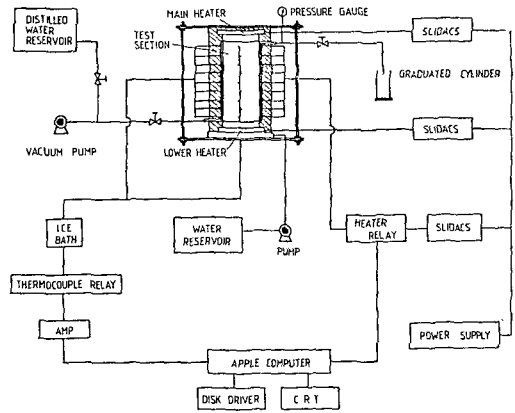 DISTILLED
WATER
RESERVOIR
MAIN HEATER
PRESSURE GAUGE
TEST
SECTION
SLIDACS
GRADUATED CYLINDER
VACUUM PUMP
LOWER HEATER
SLIDACS
ICE
BATH
WATER
RESERVOIR
PUMP
HEATER
RELAY
SLIDACS
THERMOCOUPLE RELAY
AMP
POWER SUPPLY
APPLE COMPUTER
DISK DRIVER
C R T